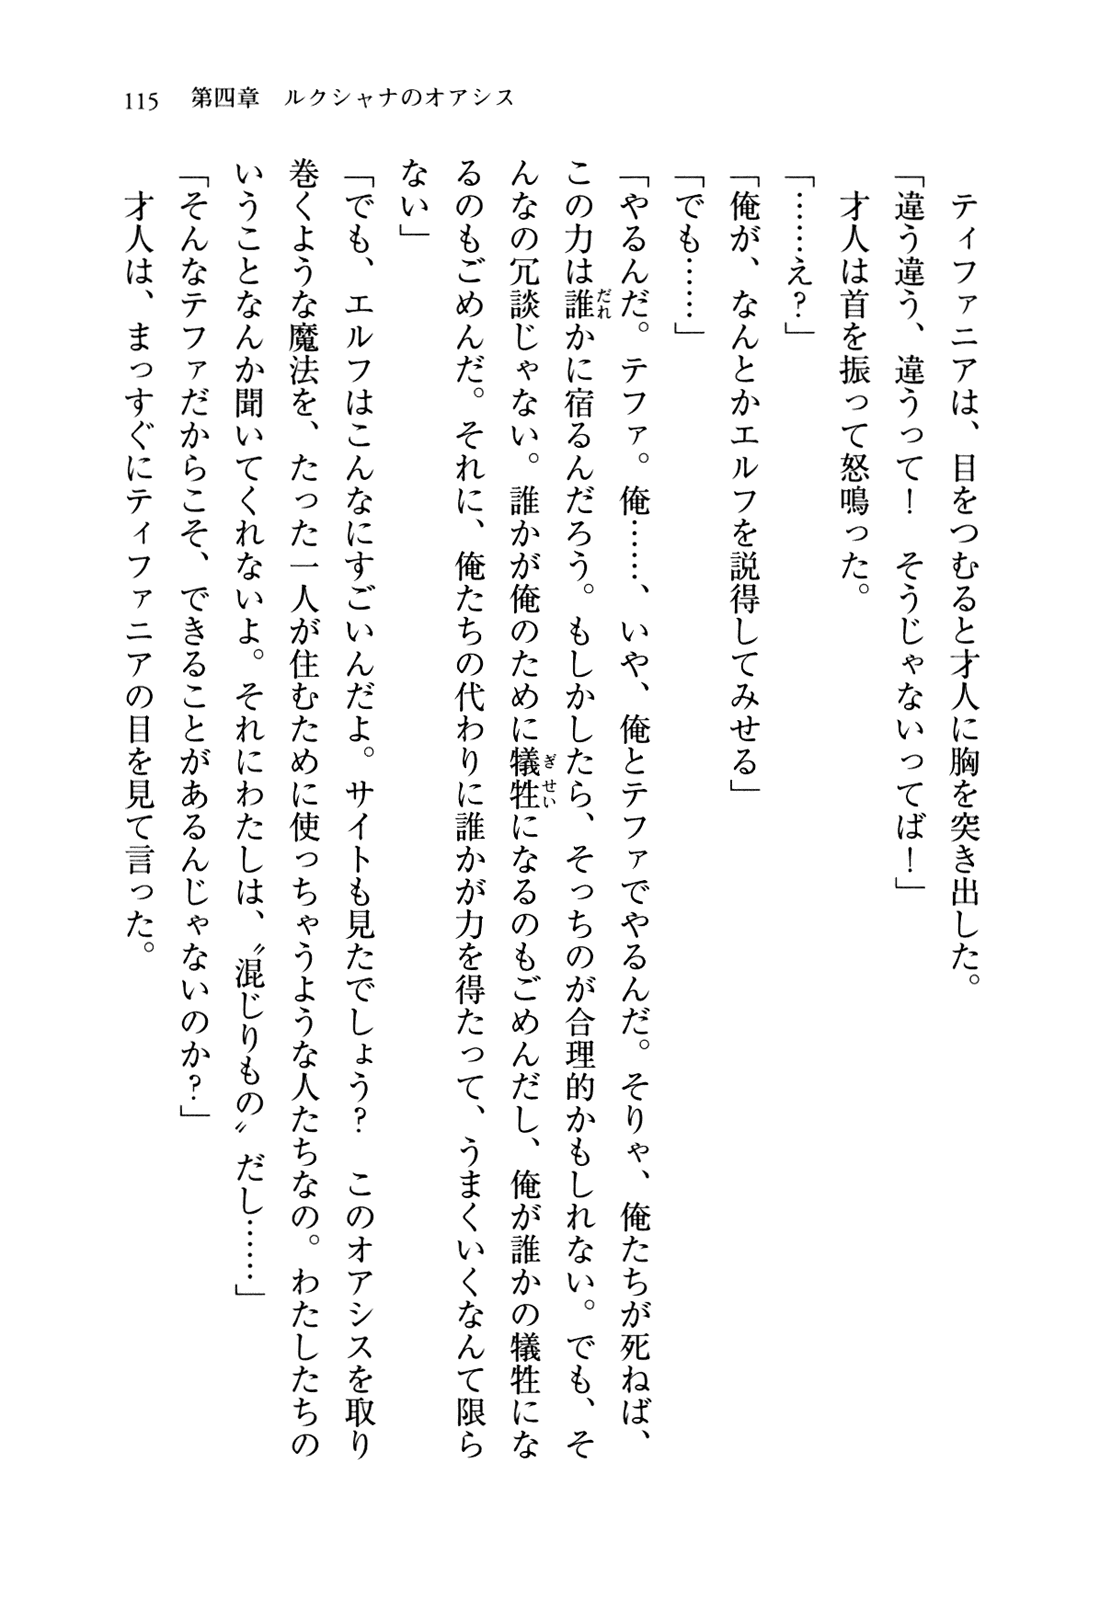 115　第四章　ルクシャナのオアシス
　ティファニアは、目をつむると才人に胸を突き出した。
「違う違う、違うって！　そうじゃないってば！」
　才人は首を振って怒鳴った。
「……え？」
「俺が、なんとかエルフを説得してみせる」
「でも……」
「やるんだ。テファ。俺……、いや、俺とテファでやるんだ。そりゃ、俺たちが死ねば、
この力は誰かに宿るんだろう。もしかしたら、そっちのが合理的かもしれない。でも、そ
んなの冗談じゃない。誰かが俺のために犠牲になるのもごめんだし、俺が誰かの犠牲にな
るのもごめんだ。それに、俺たちの代わりに誰かが力を得たって、うまくいくなんて限ら
ない」
「でも、エルフはこんなにすごいんだよ。サイトも見たでしょう？　このオアシスを取り
巻くような魔法を、たった一人が住むために使っちゃうような人たちなの。わたしたちの
いうことなんか聞いてくれないよ。それにわたしは、〝混じりもの〟だし……」
「そんなテファだからこそ、できることがあるんじゃないのか？」
　才人は、まっすぐにティファニアの目を見て言った。